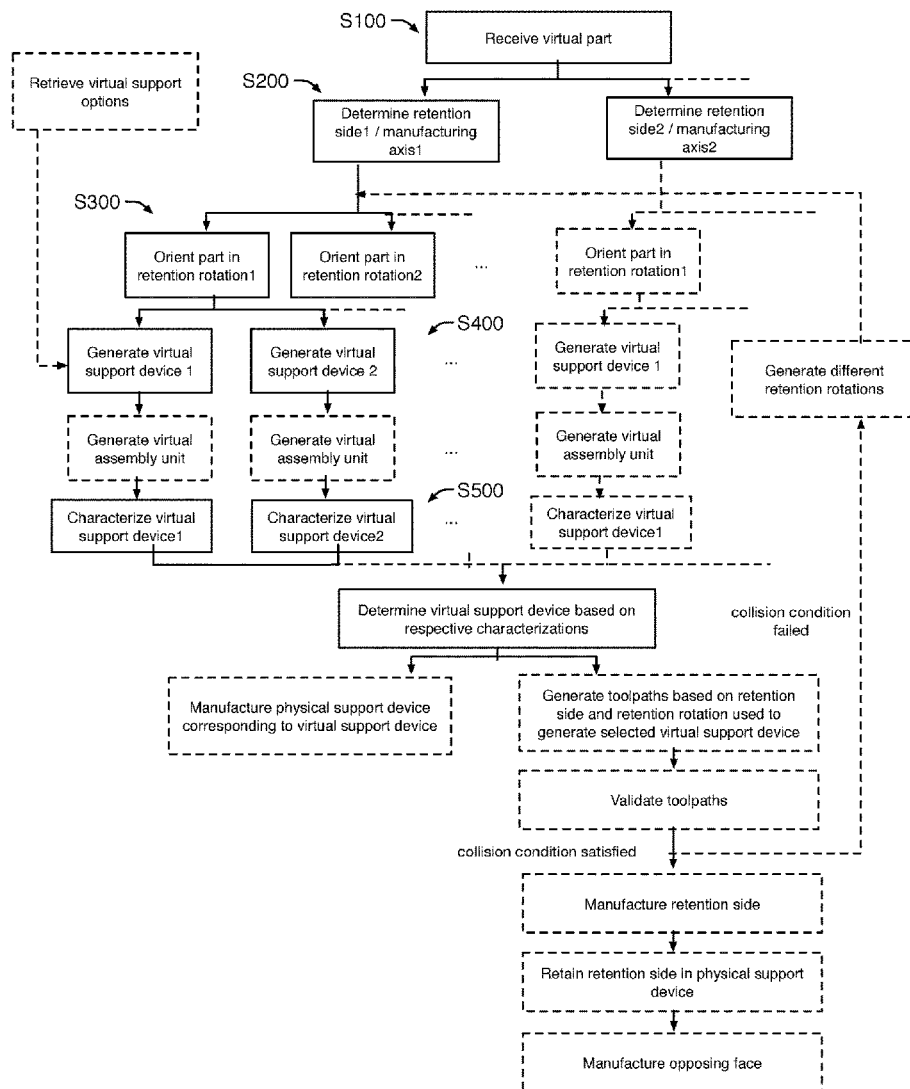 S100
Receive virtual part
Retrieve virtual support
options
S200
Determine retention
side1 / manufacturing
axis1
Determine retention
side2 / manufacturing
axis2
S300
Orient part in
retention rotation1
Orient part in
retention rotation2
...
Orient part in
retention rotation1
S400
Generate virtual
support device 1
Generate virtual
support device 2
...
Generate virtual
support device 1
Generate different
retention rotations
Generate virtual
assembly unit
Generate virtual
assembly unit
...
Generate virtual
assembly unit
S500
Characterize virtual
support device1
Characterize virtual
support device2
...
Characterize virtual
support device1
Determine virtual support device based on
respective characterizations
collision condition
failed
Manufacture physical support device
corresponding to virtual support device
Generate toolpaths based on retention
side and retention rotation used to
generate selected virtual support device
Validate toolpaths
collision condition satisfied
Manufacture retention side
Retain retention side in physical support
device
Manufacture opposing face